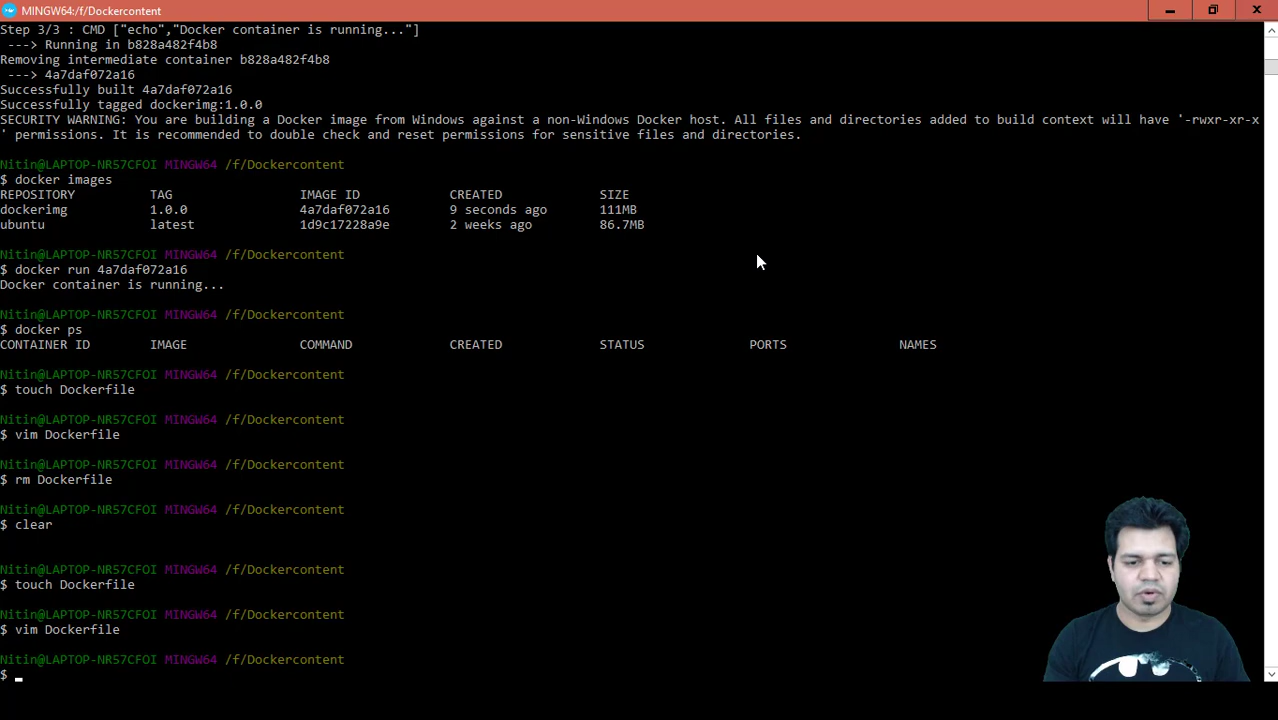 MINGW64:/f/Dockercontent
Step 3/3 : CMD ["echo","Docker container is running..."]
---> Running in b828a482f4b8
Removing intermediate container b828a482f4b8
---> 4a7daf072a16
Successfully built 4a7daf072a16
Successfully tagged dockerimg:1.0.0
SECURITY WARNING: You are building a Docker image from Windows against a non-Windows Docker host. All files and directories added to build context will have '-rwxr-xr-x
' permissions. It is recommended to double check and reset permissions for sensitive files and directories.
Nitin@LAPTOP-NR57CFOI MINGW64 /f/Dockercontent
$ docker images
REPOSITORY TAG IMAGE ID CREATED SIZE
dockerimg 1.0.0 4a7daf072a16 9 seconds ago 111MB
ubuntu latest 1d9c17228a9e 2 weeks ago 86.7MB
Nitin@LAPTOP-NR57CFOI MINGW64 /f/Dockercontent
$ docker run 4a7daf072a16
Docker container is running...
Nitin@LAPTOP-NR57CFOI MINGW64 /f/Dockercontent
$ docker ps
CONTAINER ID IMAGE COMMAND CREATED STATUS PORTS NAMES
Nitin@LAPTOP-NR57CFOI MINGW64 /f/Dockercontent
$ touch Dockerfile
Nitin@LAPTOP-NR57CFOI MINGW64 /f/Dockercontent
$ vim Dockerfile
Nitin@LAPTOP-NR57CFOI MINGW64 /f/Dockercontent
$ rm Dockerfile
Nitin@LAPTOP-NR57CFOI MINGW64 /f/Dockercontent
$ clear
Nitin@LAPTOP-NR57CFOI MINGW64 /f/Dockercontent
$ touch Dockerfile
Nitin@LAPTOP-NR57CFOI MINGW64 /f/Dockercontent
$ vim Dockerfile
Nitin@LAPTOP-NR57CFOI MINGW64 /f/Dockercontent
$